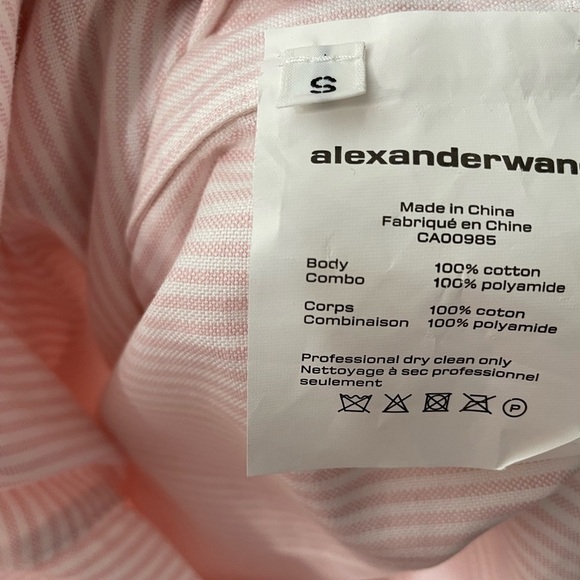 S
alexanderwan
Made in China
Fabriqué en Chine
CA00985
Body 100% cotton
Combo 100% polyamide
Corps 100% coton
Combinaison 100% polyamide
Professional dry clean only
Nettoyage à sec professionnel
seulement
P